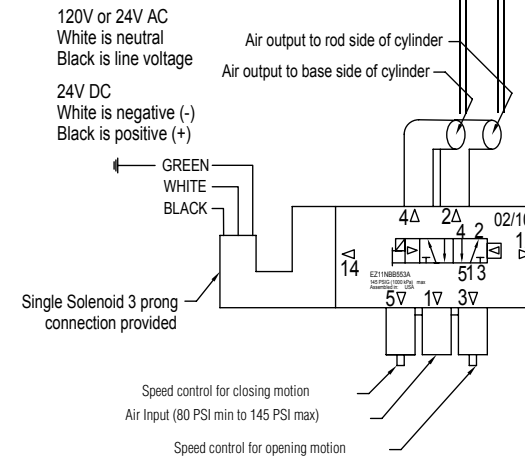 120V or 24V AC
White is neutral
Black is line voltage
24V DC
White is negative (-)
Black is positive (+)
Air output to rod side of cylinder
Air output to base side of cylinder
GREEN
WHITE
BLACK
4 2 02/10
4 2
14 1
EZ11NBB553A
145 PSIG (1000 kPa) max
Assembled in: USA
513
5 1 3
Single Solenoid 3 prong
connection provided
Speed control for closing motion
Air Input (80 PSI min to 145 PSI max)
Speed control for opening motion